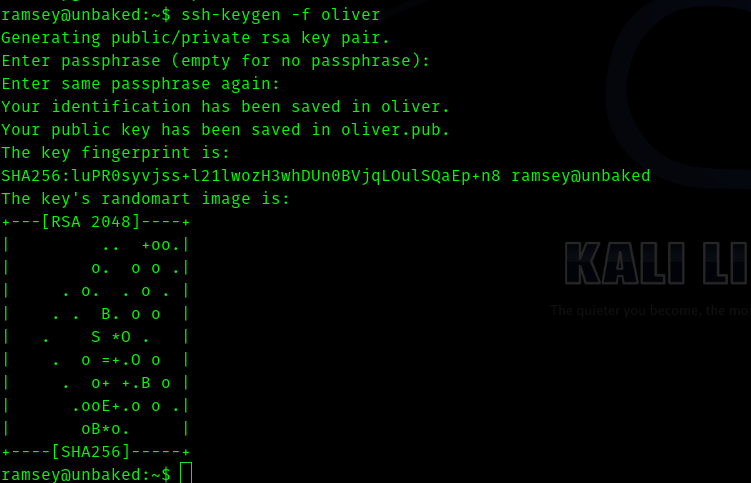 ramsey@unbaked:~$ ssh-keygen -f oliver
Generating public/private rsa key pair.
Enter passphrase (empty for no passphrase):
Enter same passphrase again:
Your identification has been saved in oliver.
Your public key has been saved in oliver.pub.
The key fingerprint is:
SHA256:luPR0syvjss+l21lwozH3whDUn0BVjqLOulSQaEp+n8 ramsey@unbaked
The key's randomart image is:
+---[RSA 2048]----+
|         ..  +oo.|
|        o.  o o .|
|     . o.  . o . |
|    . .  B. o o  |
|   .    S *O .   |
|    .  o =+.O o  |
|     .  o+ +.B o |
|      .ooE+.o o .|
|       oB*o.     |
+----[SHA256]-----+
ramsey@unbaked:~$
KALI LI
The quieter you become, the mo